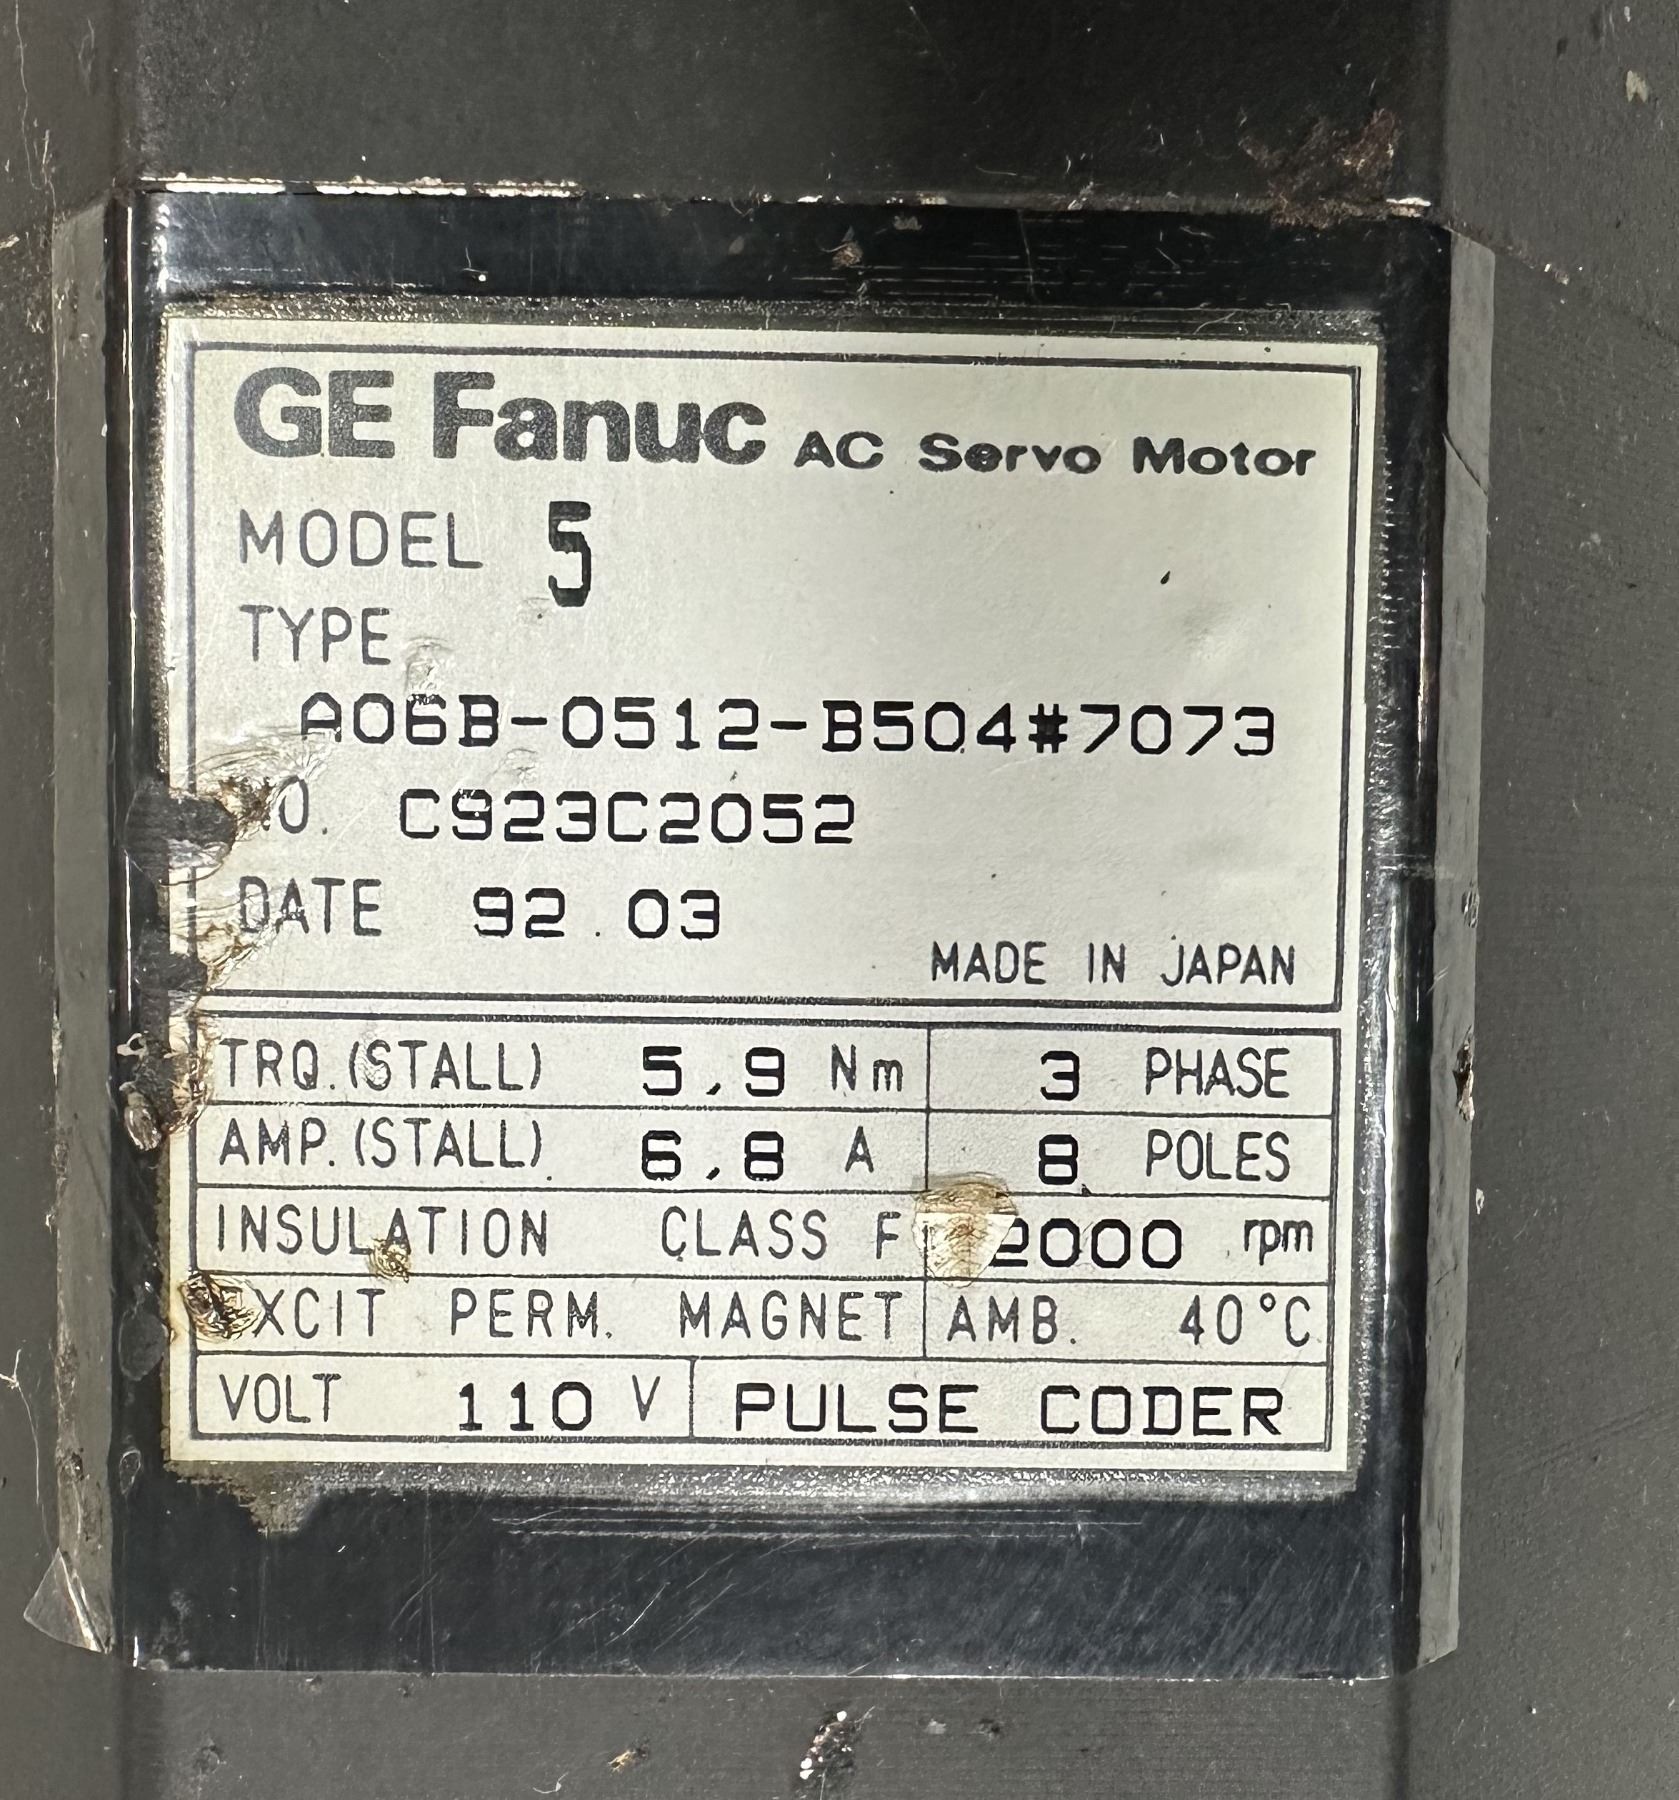 GE Fanuc AC Servo Motor
MODEL 5
TYPE
A06B-0512-B504#7073
NO. C923C2052
DATE 92.03
MADE IN JAPAN
TRQ.(STALL) 5.9 Nm 3 PHASE
AMP.(STALL) 6.8 A 8 POLES
INSULATION CLASS F 2000 rpm
EXCIT PERM. MAGNET AMB. 40°C
VOLT 110 V PULSE CODER